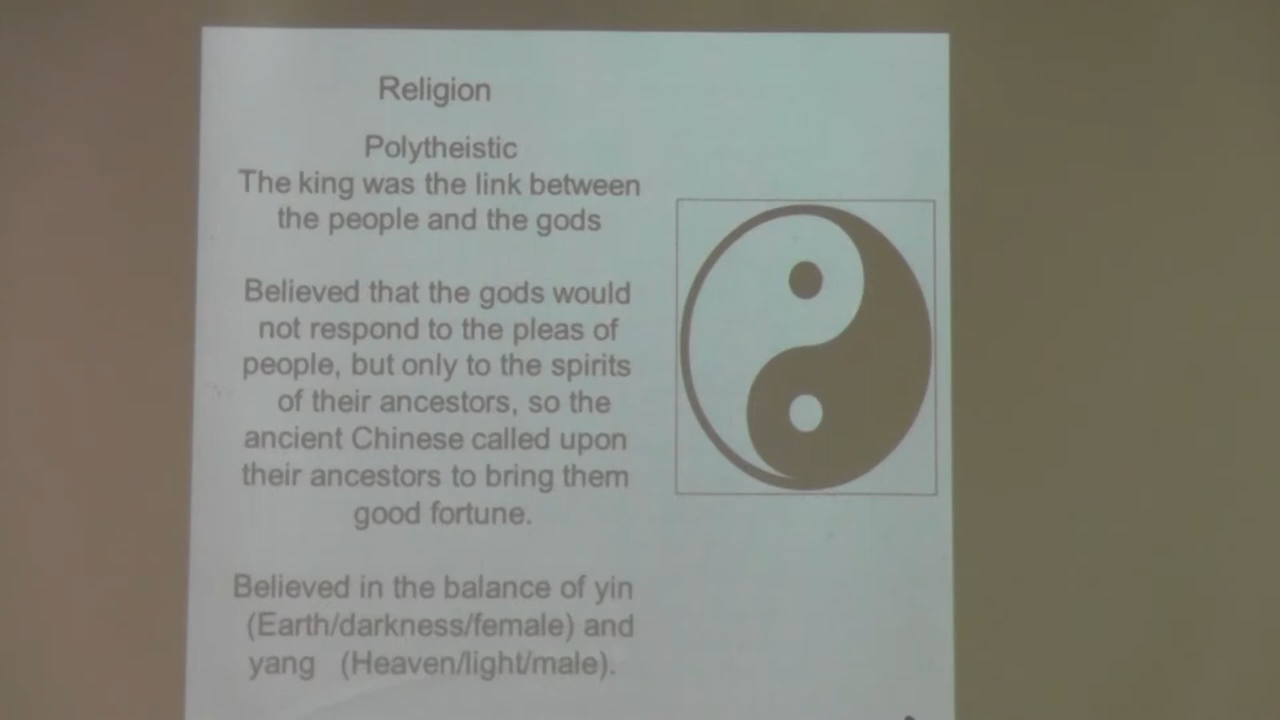 Religion
Polytheistic
The king was the link between
the people and the gods
Believed that the gods would
not respond to the pleas of
people, but only to the spirits
of their ancestors, so the
ancient Chinese called upon
their ancestors to bring them
good fortune.
Believed in the balance of yin
(Earth/darkness/female) and
yang (Heaven/light/male).